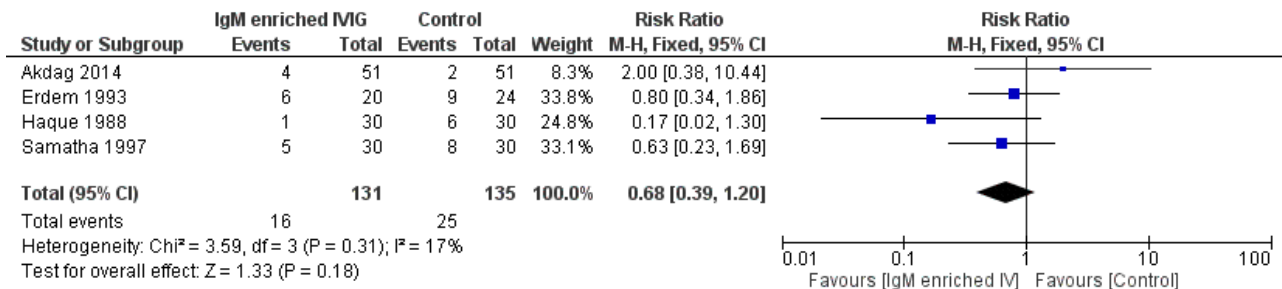 IgM enriched IVIG Control Risk Ratio Risk Ratio
Study or Subgroup Events Total Events Total Weight M-H, Fixed, 95% CI M-H, Fixed, 95% CI
Akdag 2014 4 51 2 51 8.3% 2.00 [0.38, 10.44]
Erdem 1993 6 20 9 24 33.8% 0.80 [0.34, 1.86]
Haque 1988 1 30 6 30 24.8% 0.17 [0.02, 1.30]
Samatha 1997 5 30 8 30 33.1% 0.63 [0.23, 1.69]
Total (95% CI) 131 135 100.0% 0.68 [0.39, 1.20]
Total events 16 25
Heterogeneity: Chi² = 3.59, df = 3 (P = 0.31); I² = 17%
Test for overall effect: Z = 1.33 (P = 0.18)
0.01 0.1 1 10 100
Favours [IgM enriched IV] Favours [Control]